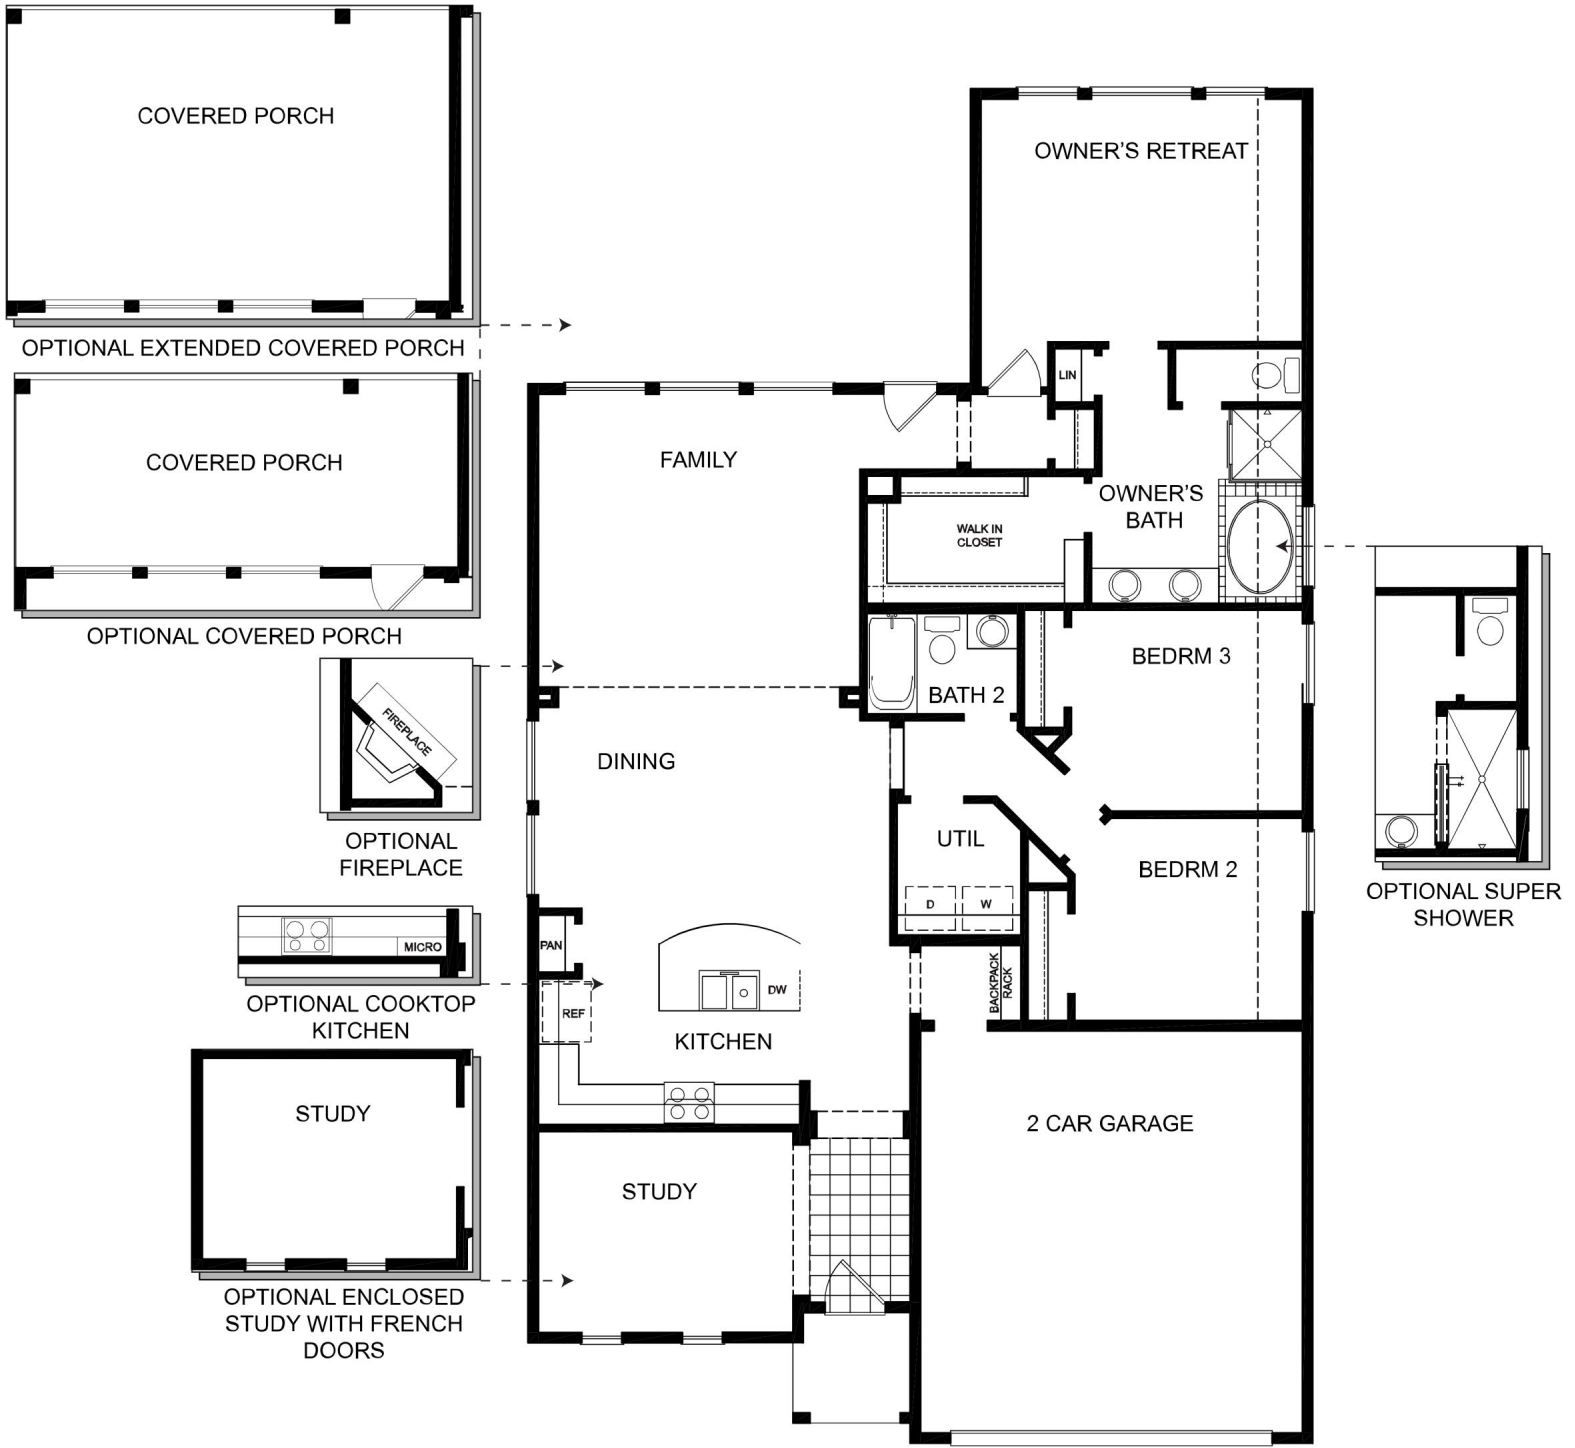 COVERED PORCH
OPTIONAL EXTENDED COVERED PORCH
COVERED PORCH
OPTIONAL COVERED PORCH
FIREPLACE
OPTIONAL
FIREPLACE
MICRO
OPTIONAL COOKTOP
KITCHEN
STUDY
OPTIONAL ENCLOSED
STUDY WITH FRENCH
DOORS
OWNER'S RETREAT
LIN
FAMILY
OWNER'S
BATH
WALK IN
CLOSET
BATH 2
BEDRM 3
DINING
UTIL
D
W
BEDRM 2
PAN
REF
DW
KITCHEN
BACKPACK
RACK
2 CAR GARAGE
STUDY
OPTIONAL SUPER
SHOWER